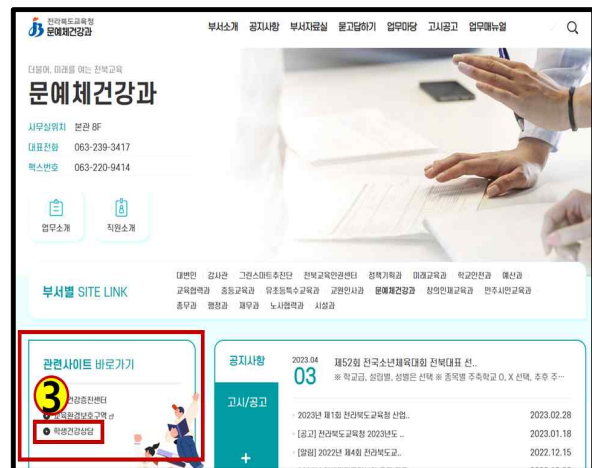 전라북도교육청
문예체건강과
부서소개 공지사항 부서자료실 묻고답하기 업무마당 고시공고 업무매뉴얼
더불어, 미래를 여는 전북교육
문예체건강과
사무실위치 본관 8F
대표전화 063-239-3417
팩스번호 063-220-9414
업무소개 직원소개
부서별 SITE LINK
대변인 감사관 그린스마트추진단 전북교육인권센터 정책기획과 미래교육과 학교안전과 예산과
교육협력과 중등교육과 유초등특수교육과 교원인사과 문예체건강과 창의인재교육과 민주시민교육과
총무과 행정과 재무과 노사협력과 시설과
관련사이트 바로가기
3
건강증진센터
교육환경보호구역
학생건강상담
공지사항
고시/공고
+
2023.04
03
제52회 전국소년체육대회 전북대표 선..
※ 학교급, 설립별, 성별은 선택 ※ 종목별 주축학교 O, X 선택, 추후 주…
2023년 제1회 전라북도교육청 산업.. 2023.02.28
[공고] 전라북도교육청 2023년도 .. 2023.01.18
[알림] 2022년 제4회 전라북도교.. 2022.12.15